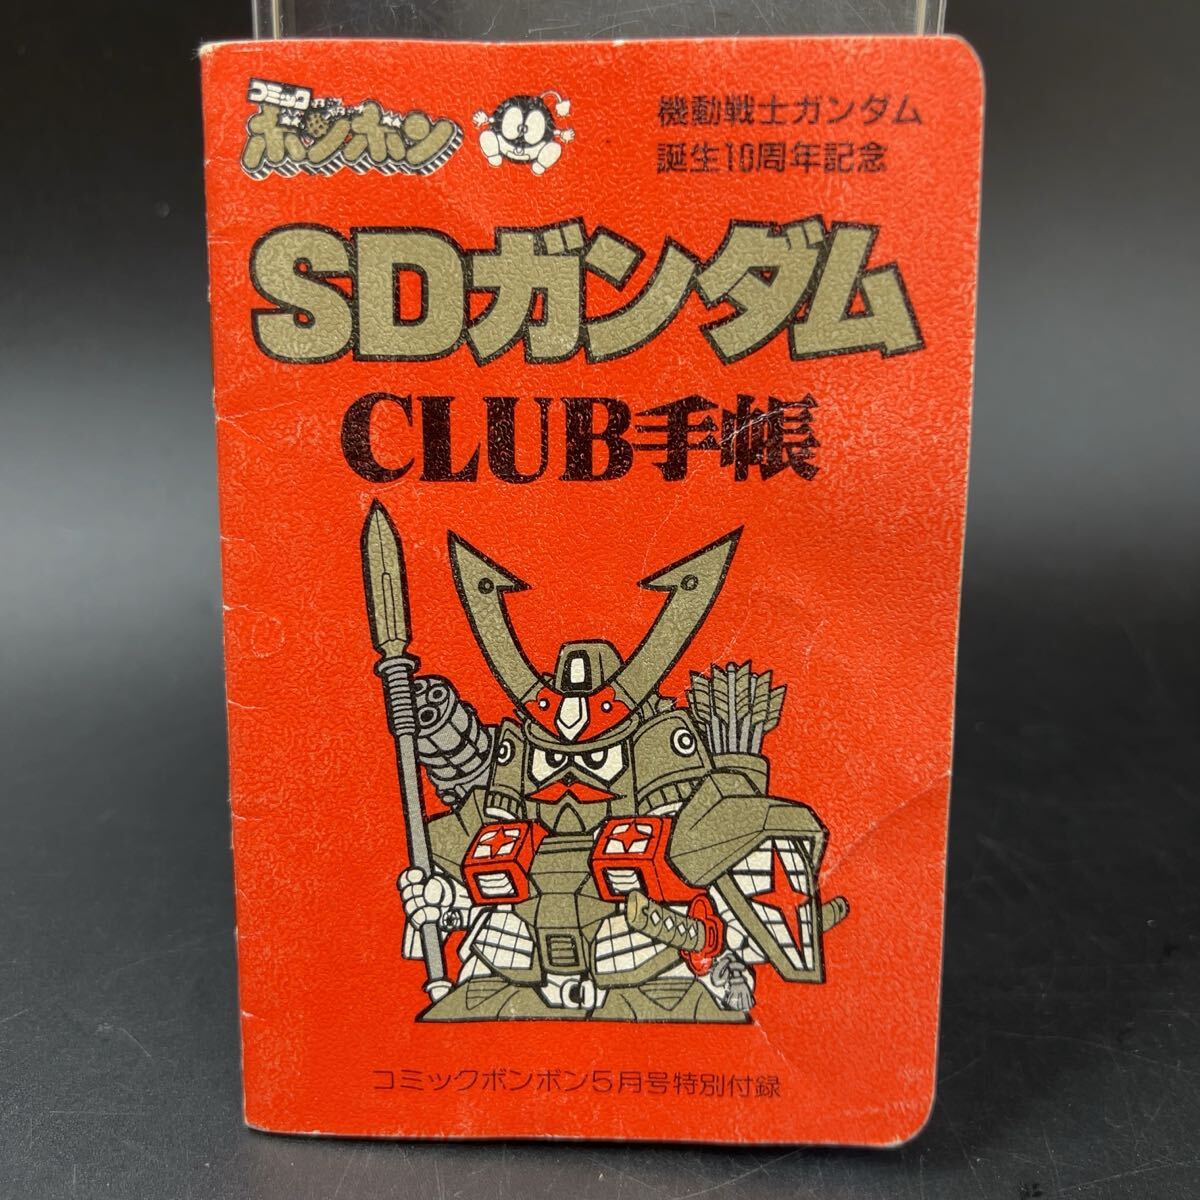 コミック
ボンボン
機動戦士ガンダム
誕生10周年記念
SDガンダム
CLUB手帳
コミックボンボン5月号特別付録